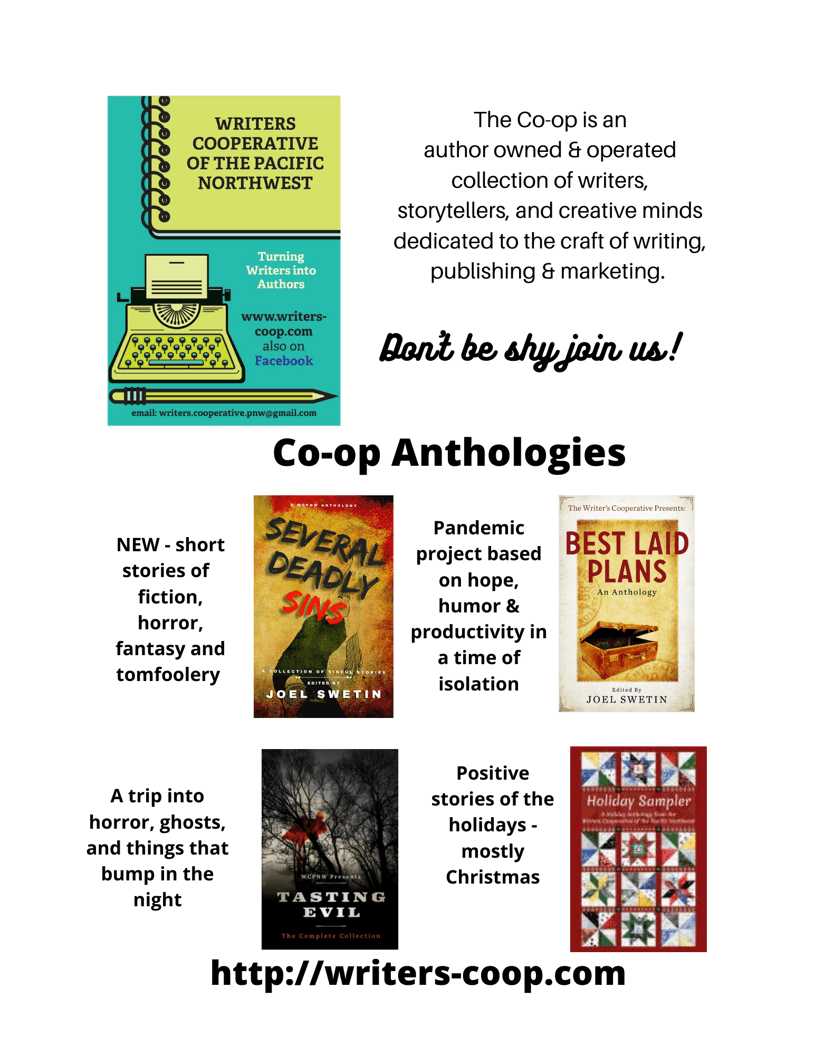 WRITERS
COOPERATIVE
OF THE PACIFIC
NORTHWEST
Turning
Writers into
Authors
www.writers-
coop.com
also on
Facebook
email: writers.cooperative.pnw@gmail.com
The Co-op is an
author owned & operated
collection of writers,
storytellers, and creative minds
dedicated to the craft of writing,
publishing & marketing.
Don't be shy join us!
Co-op Anthologies
NEW - short
stories of
fiction,
horror,
fantasy and
tomfoolery
A WCPNW ANTHOLOGY
SEVERAL
DEADLY
SINS
A COLLECTION OF SINFUL STORIES
EDITED BY
JOEL SWETIN
Pandemic
project based
on hope,
humor &
productivity in
a time of
isolation
The Writer's Cooperative Presents:
BEST LAID
PLANS
An Anthology
Edited By
JOEL SWETIN
A trip into
horror, ghosts,
and things that
bump in the
night
WCPNW Presents
TASTING
EVIL
The Complete Collection
Positive
stories of the
holidays -
mostly
Christmas
Holiday Sampler
A Holiday Anthology from the
Writers Cooperative of the Pacific Northwest
http://writers-coop.com